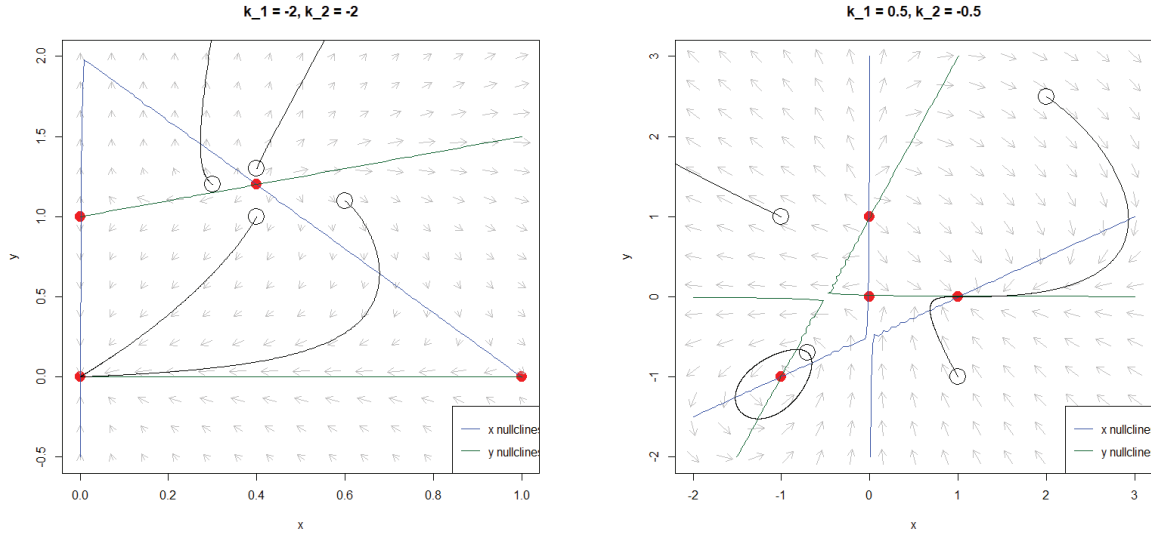 k_1 = -2, k_2 = -2
y
2.0
1.5
1.0
0.5
0.0
-0.5
x nullclines
y nullclines
0.0 0.2 0.4 0.6 0.8 1.0
x
k_1 = 0.5, k_2 = -0.5
y
3
2
1
0
-1
-2
x nullclines
y nullclines
-2 -1 0 1 2 3
x